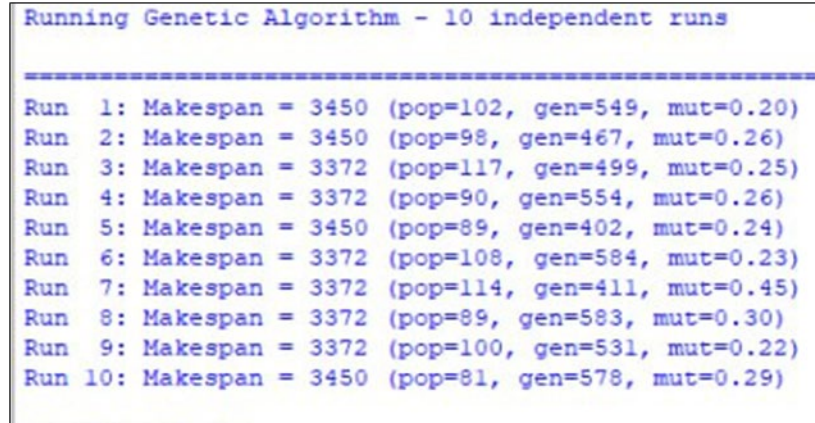 Running Genetic Algorithm - 10 independent runs
=====================================================
Run  1: Makespan = 3450 (pop=102, gen=549, mut=0.20)
Run  2: Makespan = 3450 (pop=98, gen=467, mut=0.26)
Run  3: Makespan = 3372 (pop=117, gen=499, mut=0.25)
Run  4: Makespan = 3372 (pop=90, gen=554, mut=0.26)
Run  5: Makespan = 3450 (pop=89, gen=402, mut=0.24)
Run  6: Makespan = 3372 (pop=108, gen=584, mut=0.23)
Run  7: Makespan = 3372 (pop=114, gen=411, mut=0.45)
Run  8: Makespan = 3372 (pop=89, gen=583, mut=0.30)
Run  9: Makespan = 3372 (pop=100, gen=531, mut=0.22)
Run 10: Makespan = 3450 (pop=81, gen=578, mut=0.29)